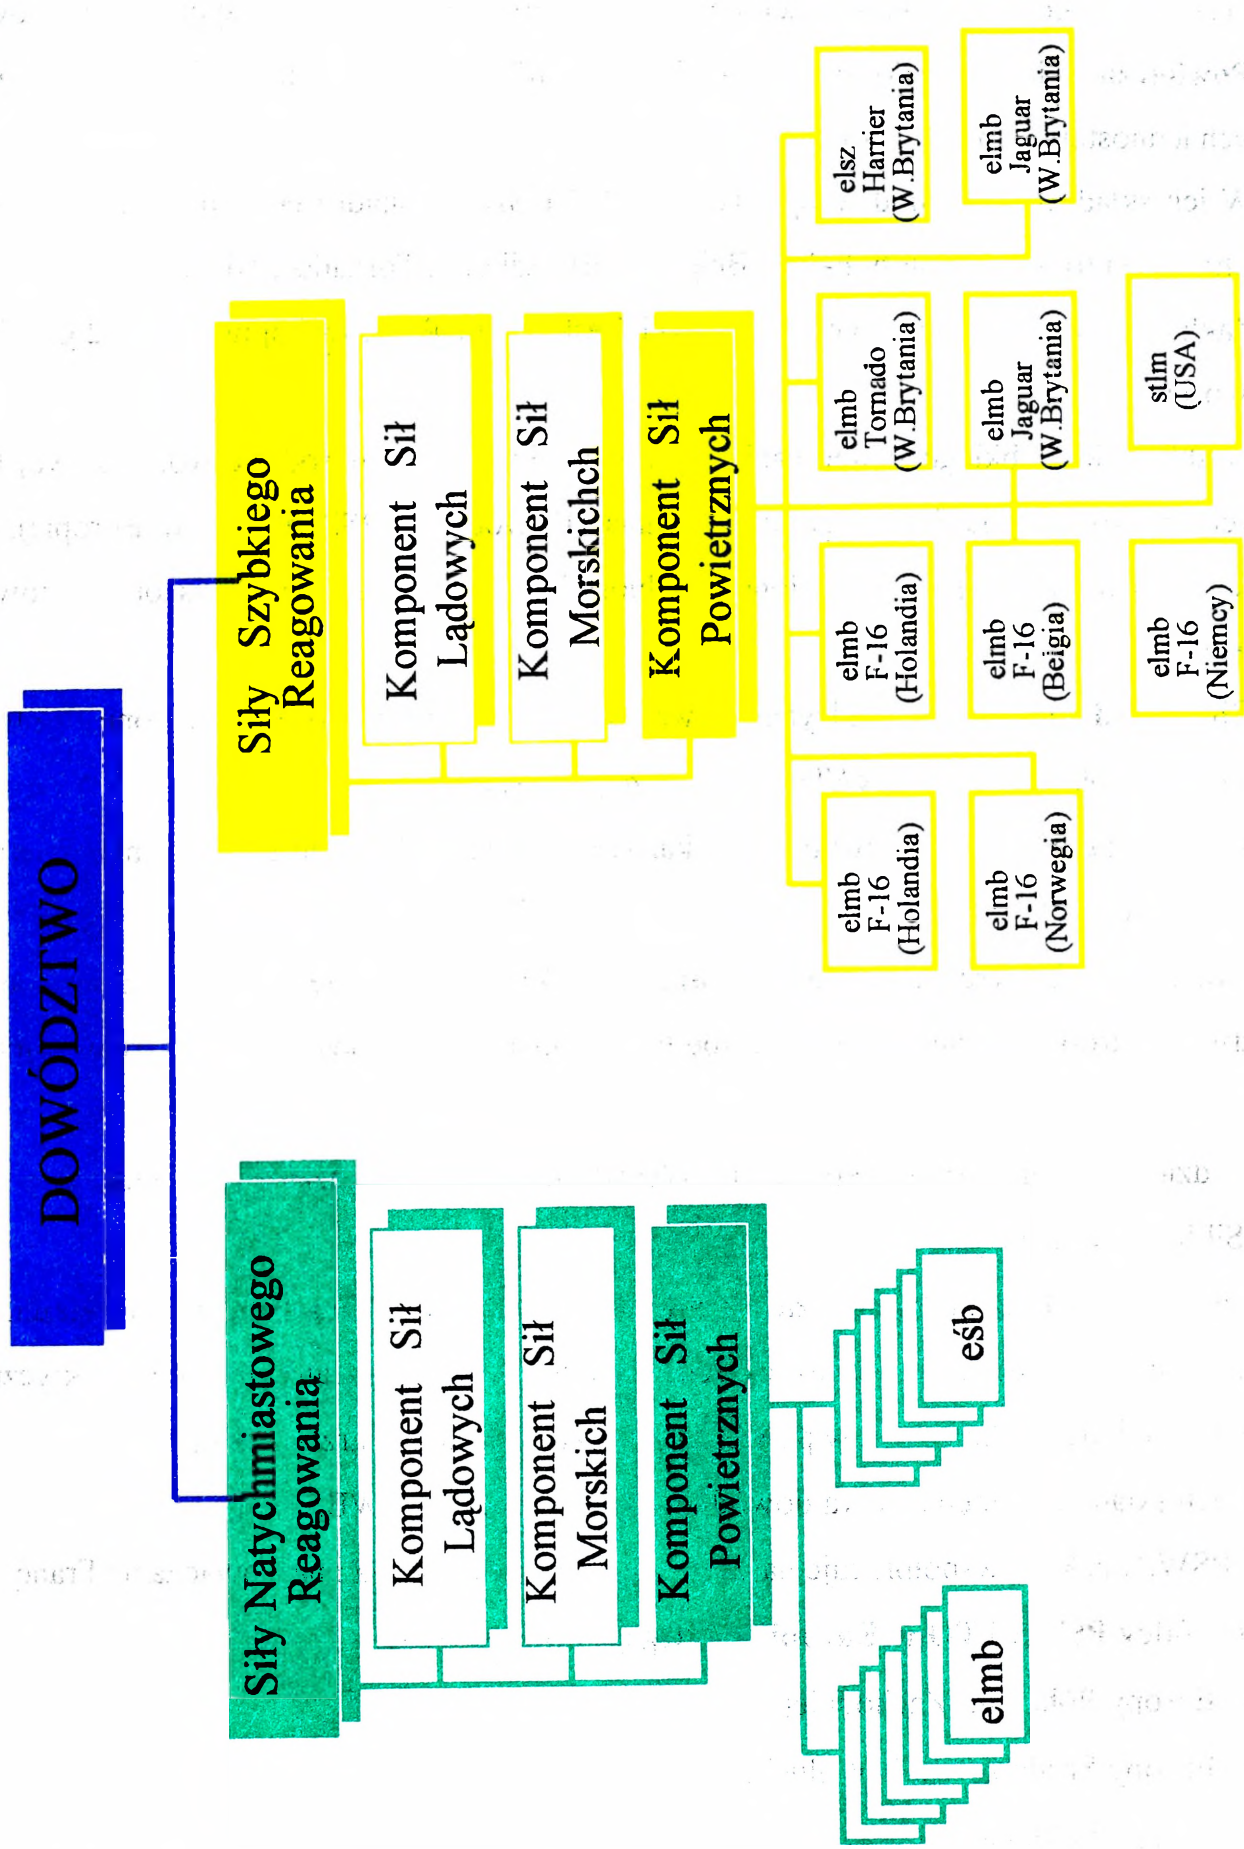 DOWÓDZTWO
Siły Natychmiastowego
Reagowania
Komponent Sił
Lądowych
Komponent Sił
Morskich
Komponent Sił
Powietrznych
elmb
eśb
Siły Szybkiego
Reagowania
Komponent Sił
Lądowych
Komponent Sił
Morskichch
Komponent Sił
Powietrznych
elmb
F-16
(Holandia)
elmb
F-16
(Holandia)
elmb
Tornado
(W.Brytania)
elsz
Harrier
(W.Brytania)
elmb
F-16
(Norwegia)
elmb
F-16
(Belgia)
elmb
Jaguar
(W.Brytania)
elmb
Jaguar
(W.Brytania)
elmb
F-16
(Niemcy)
stlm
(USA)